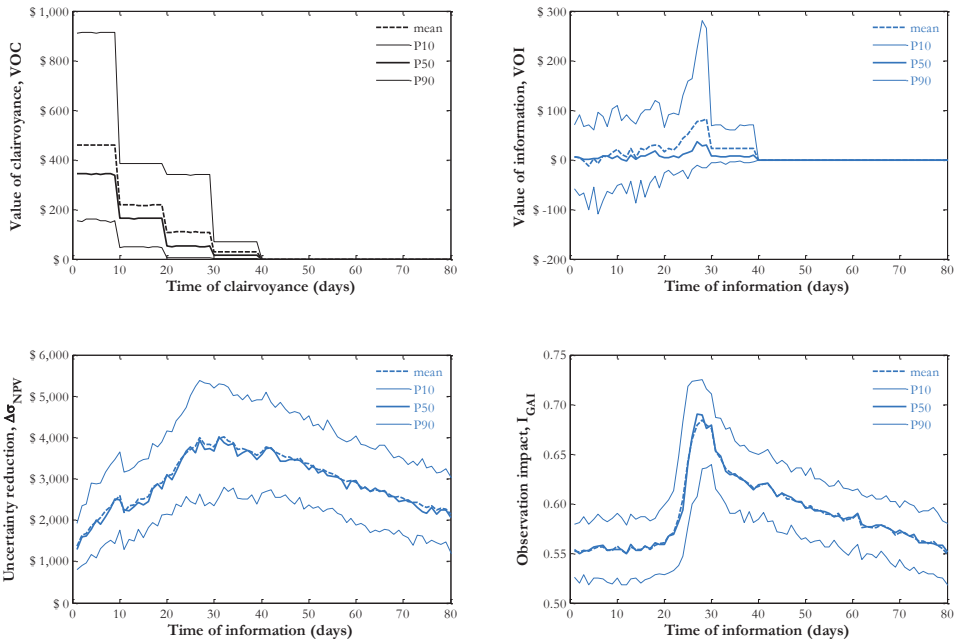 $ 1,000
$ 800
$ 600
$ 400
$ 200
$ 0
Value of clairvoyance, VOC
mean
P10
P50
P90
0 10 20 30 40 50 60 70 80
Time of clairvoyance (days)
$ 300
$ 200
$ 100
$ 0
$ -100
$ -200
Value of information, VOI
mean
P10
P50
P90
0 10 20 30 40 50 60 70 80
Time of information (days)
$ 6,000
$ 5,000
$ 4,000
$ 3,000
$ 2,000
$ 1,000
$ 0
Uncertainty reduction, ΔσNPV
mean
P10
P50
P90
0 10 20 30 40 50 60 70 80
Time of information (days)
0.75
0.70
0.65
0.60
0.55
0.50
Observation impact, IGAI
mean
P10
P50
P90
0 10 20 30 40 50 60 70 80
Time of information (days)